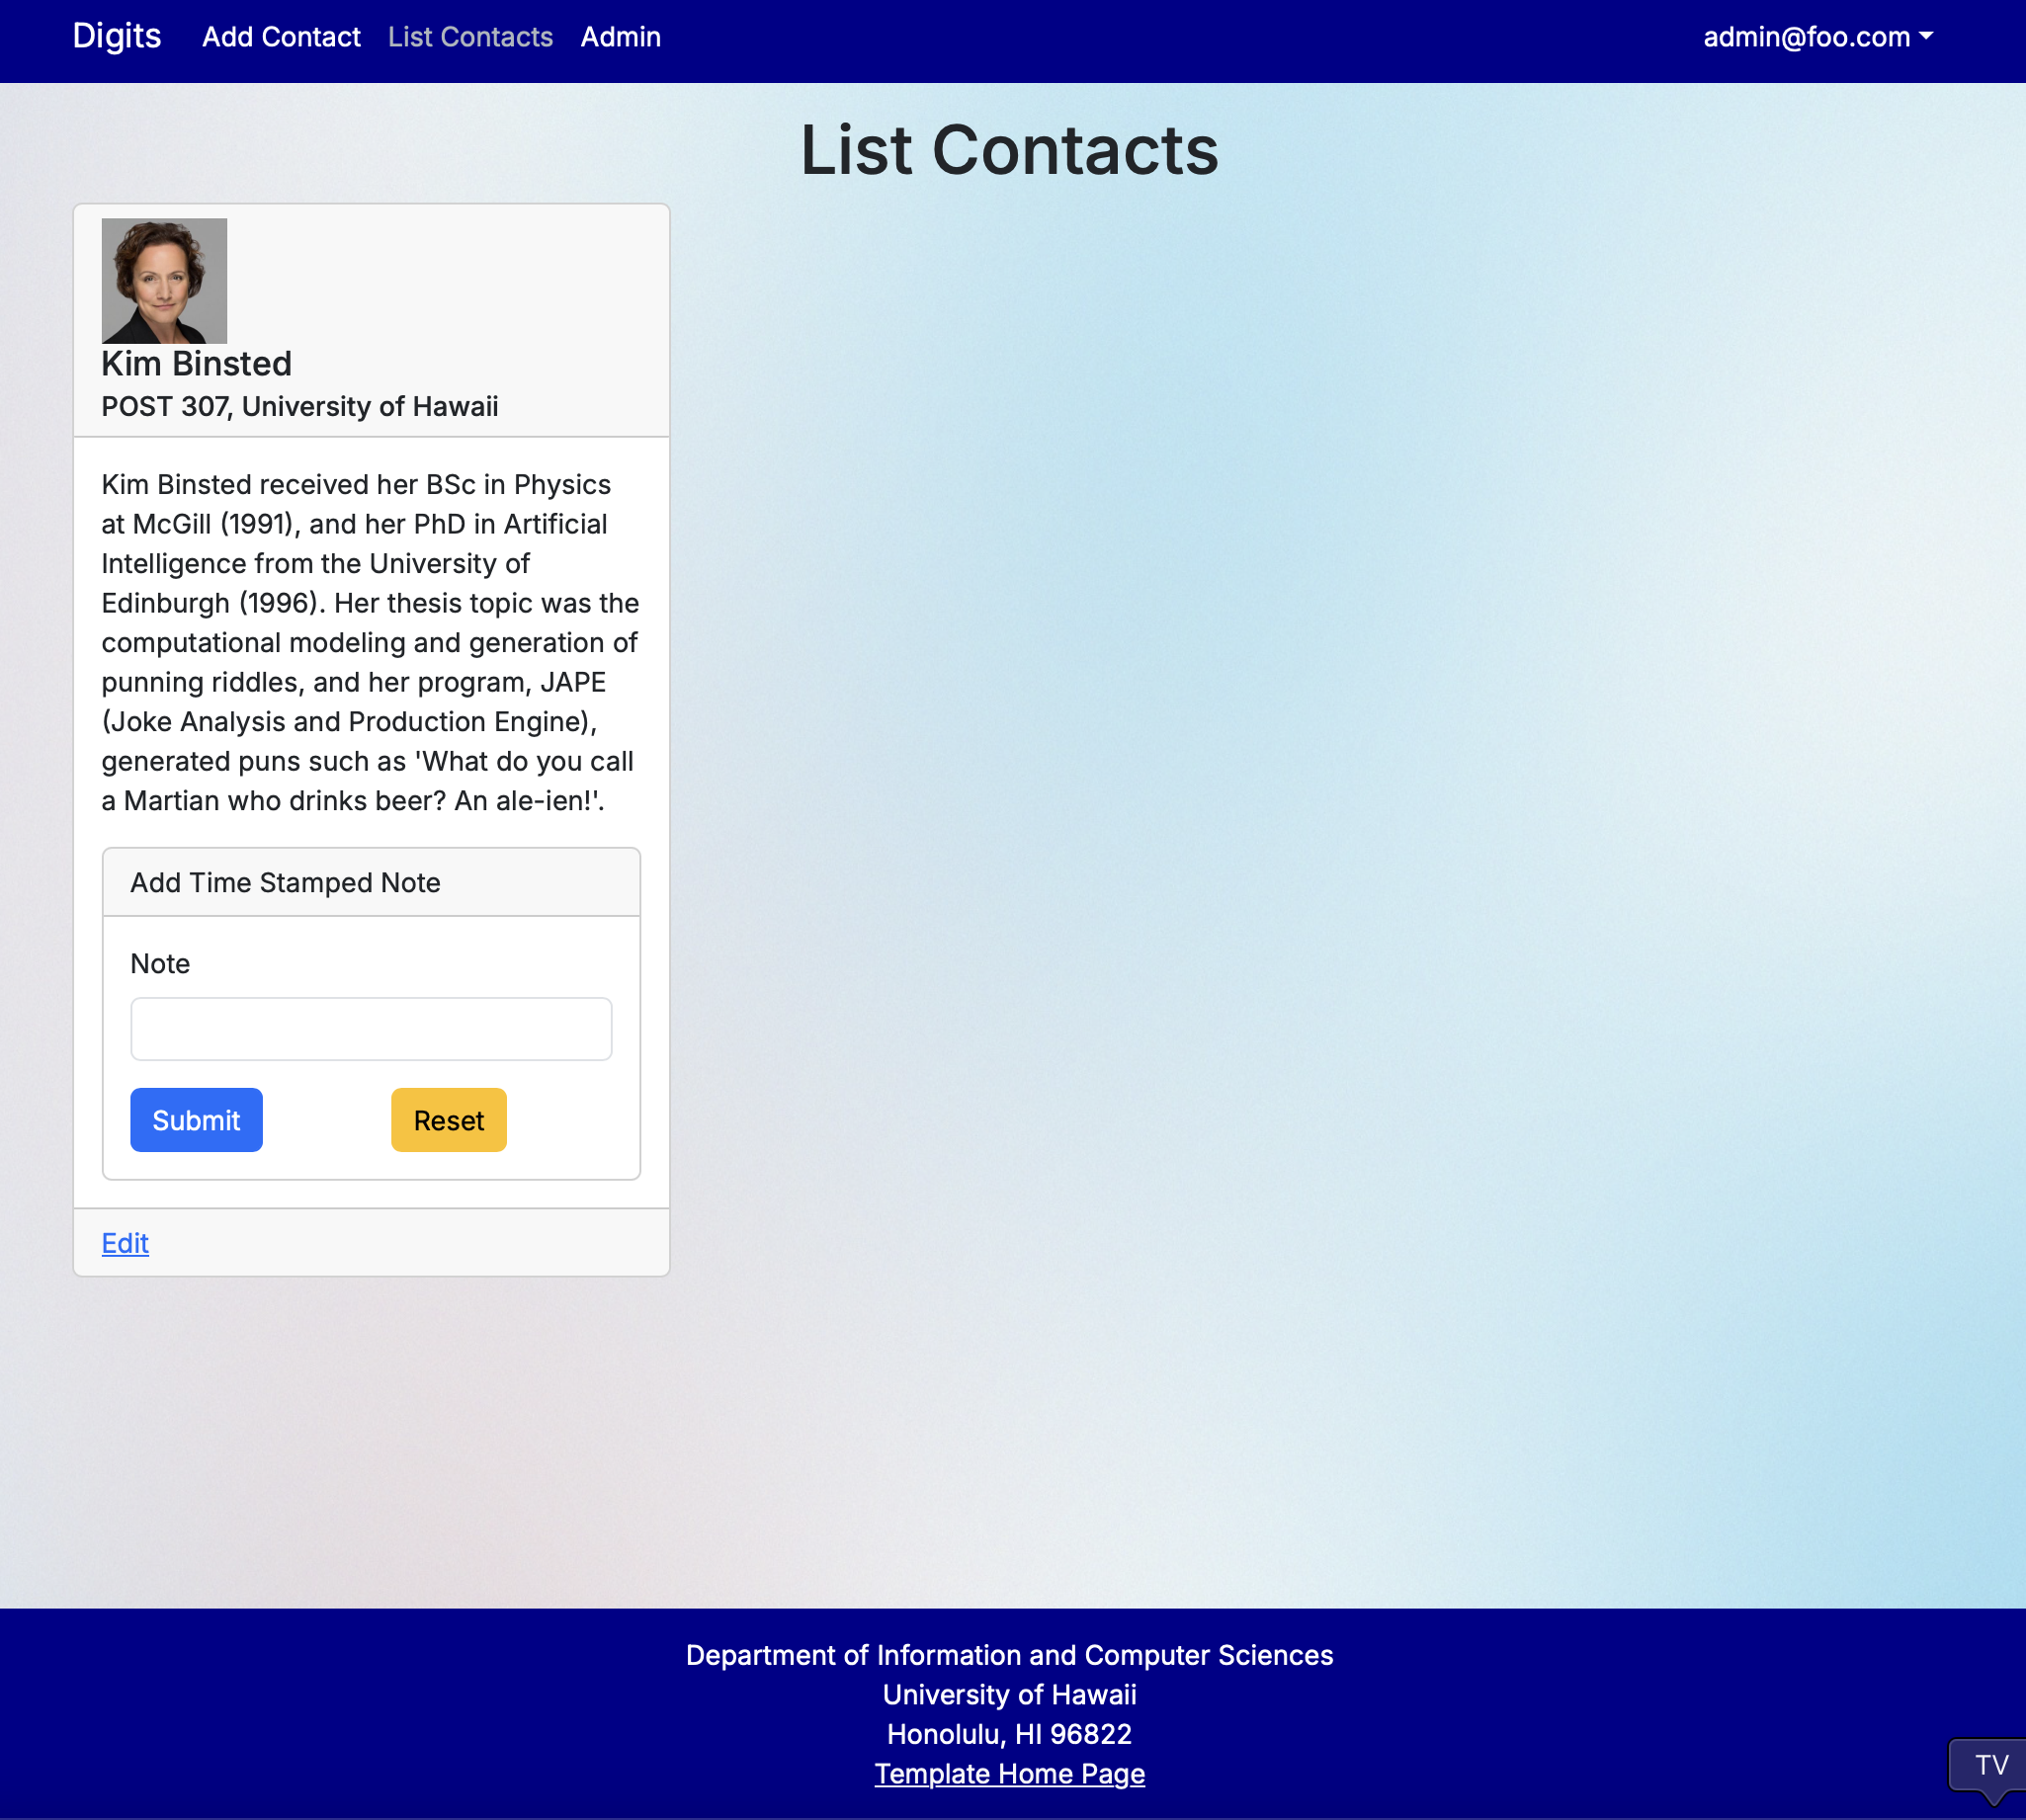 Digits Add Contact List Contacts Admin admin@foo.com
List Contacts
Kim Binsted
POST 307, University of Hawaii
Kim Binsted received her BSc in Physics
at McGill (1991), and her PhD in Artificial
Intelligence from the University of
Edinburgh (1996). Her thesis topic was the
computational modeling and generation of
punning riddles, and her program, JAPE
(Joke Analysis and Production Engine),
generated puns such as 'What do you call
a Martian who drinks beer? An ale-ien!'.
Add Time Stamped Note
Note
Submit Reset
Edit
Department of Information and Computer Sciences
University of Hawaii
Honolulu, HI 96822
Template Home Page
TV